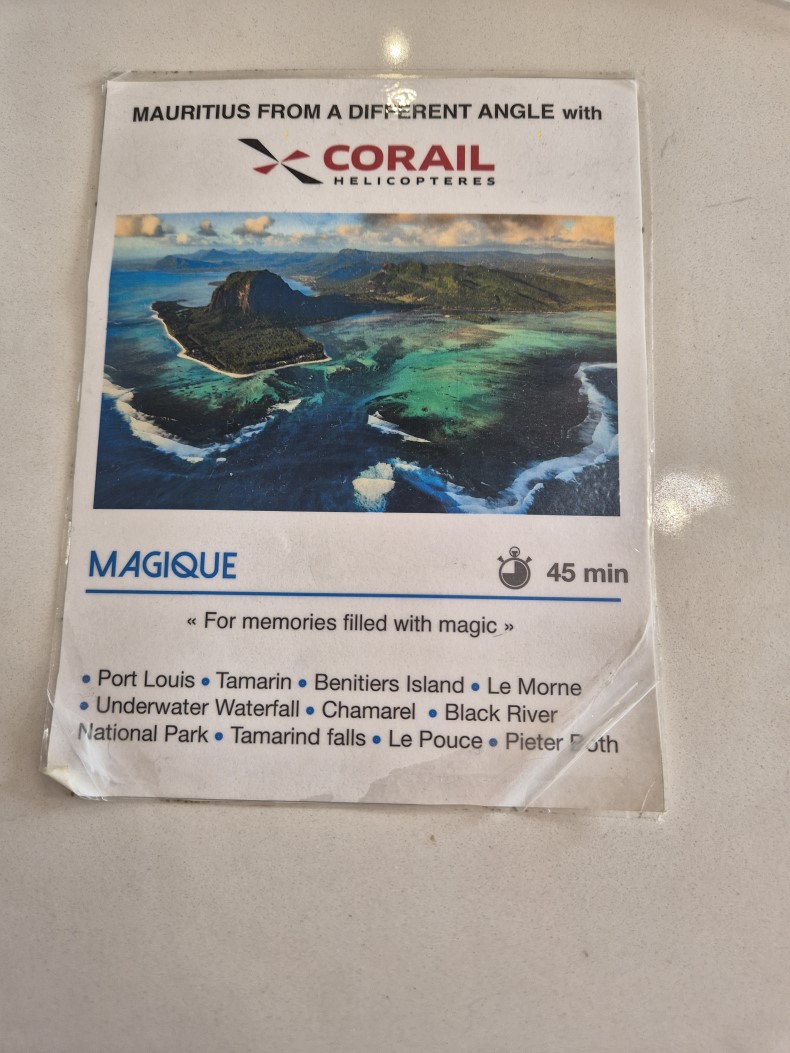 MAURITIUS FROM A DIFFERENT ANGLE with
CORAIL
HELICOPTERES
MAGIQUE
45 min
« For memories filled with magic »
• Port Louis • Tamarin • Benitiers Island • Le Morne
• Underwater Waterfall • Chamarel • Black River
National Park • Tamarind falls • Le Pouce • Pieter Both